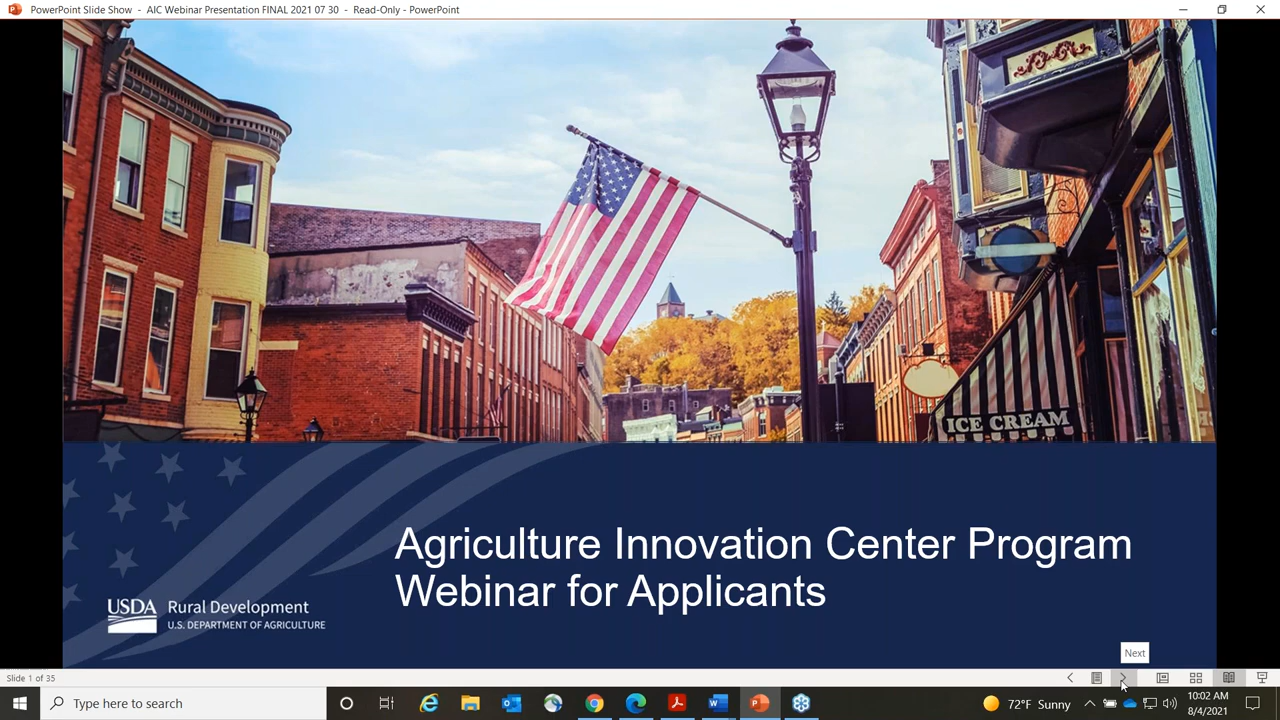 PowerPoint Slide Show - AIC Webinar Presentation FINAL 2021 07 30 - Read-Only - PowerPoint
ICE CREAM
Agriculture Innovation Center Program
Webinar for Applicants
USDA Rural Development
U.S. DEPARTMENT OF AGRICULTURE
Next
Slide 1 of 35
Type here to search
72°F Sunny
10:02 AM
8/4/2021